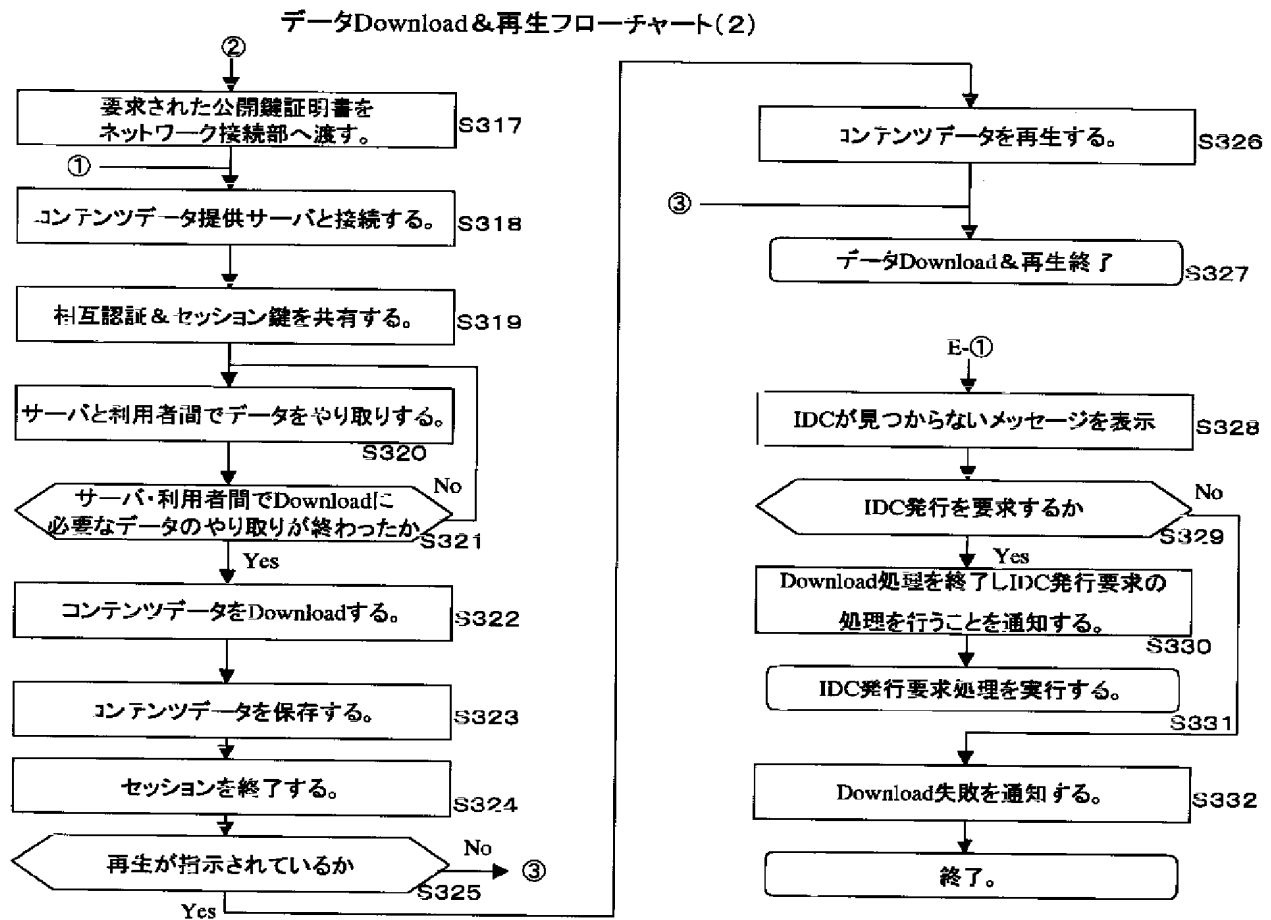 データDownload&再生フローチャート(2)
②
要求された公開鍵証明書を
ネットワーク接続部へ渡す。
S317
①
コンテンツデータ提供サーバと接続する。
S318
相互認証&セッション鍵を共有する。
S319
サーバと利用者間でデータをやり取りする。
S320
サーバ・利用者間でDownloadに
必要なデータのやり取りが終わったか
No
S321
Yes
コンテンツデータをDownloadする。
S322
コンテンツデータを保存する。
S323
セッションを終了する。
S324
再生が指示されているか
No
③
S325
Yes
コンテンツデータを再生する。
S326
③
データDownload&再生終了
S327
E-①
IDCが見つからないメッセージを表示
S328
IDC発行を要求するか
No
S329
Yes
Download処理を終了しIDC発行要求の
処理を行うことを通知する。
S330
IDC発行要求処理を実行する。
S331
Download失敗を通知する。
S332
終了。